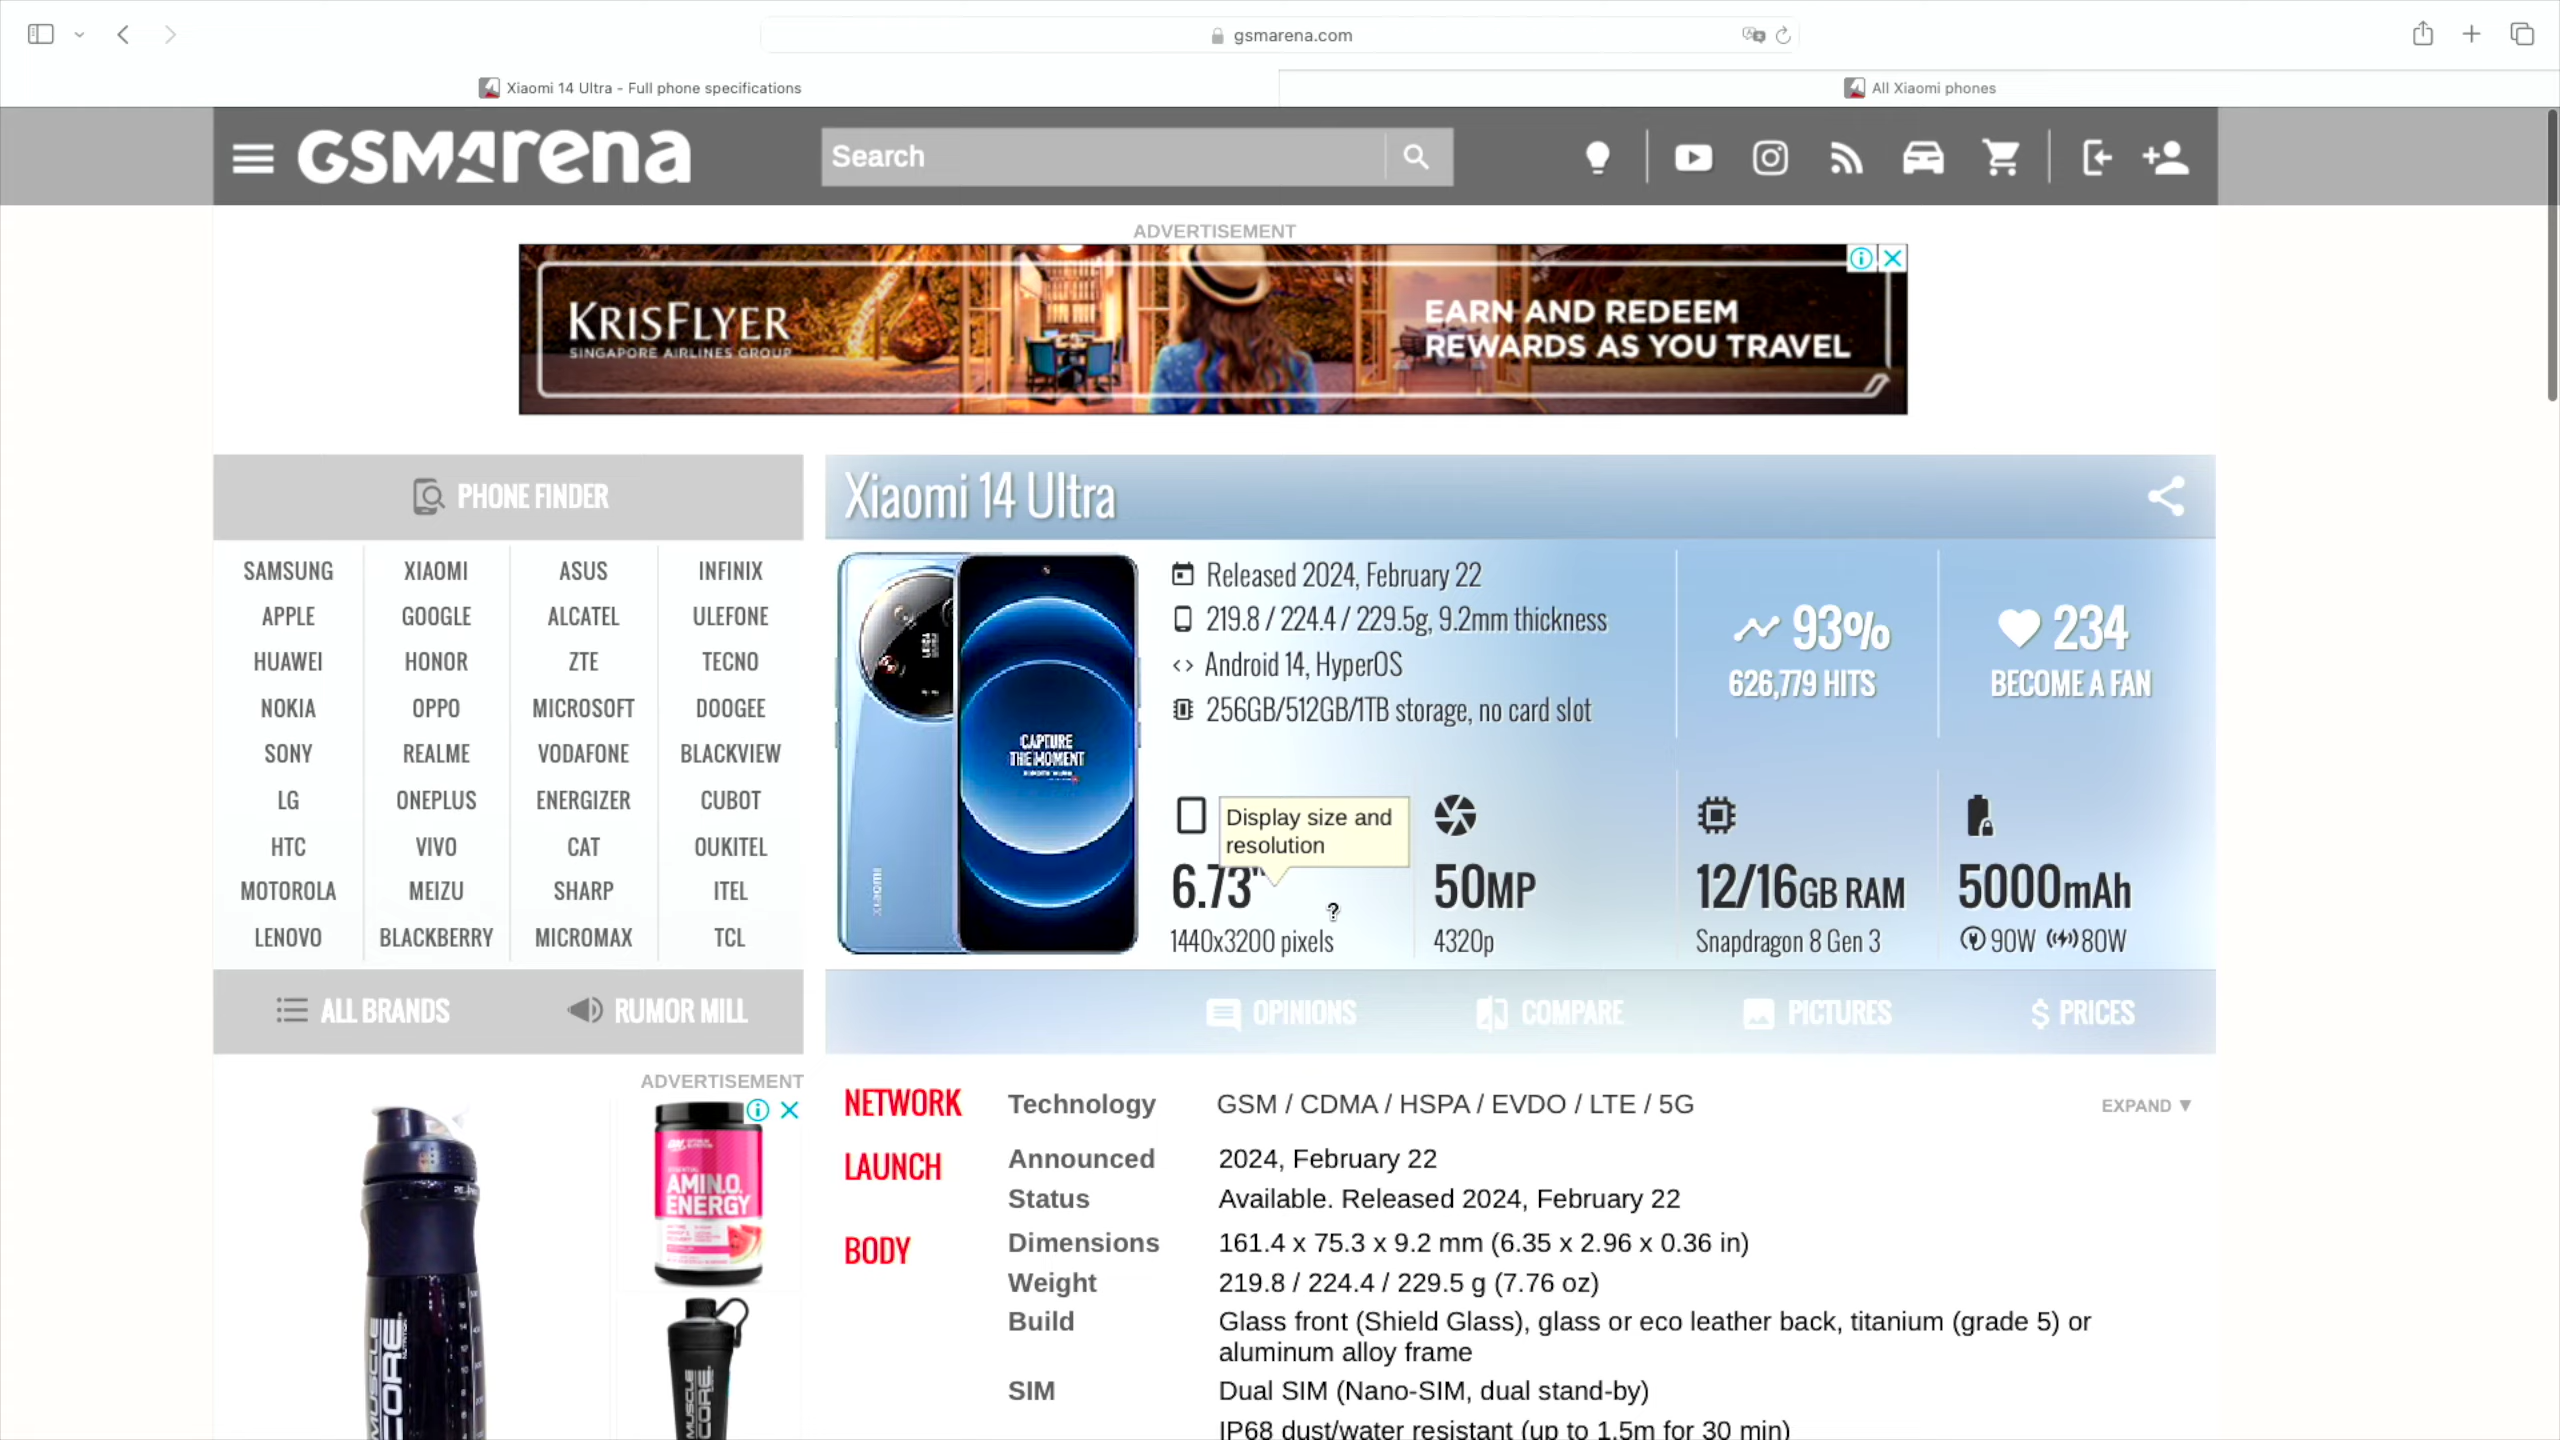 gsmarena.com
Xiaomi 14 Ultra - Full phone specifications
All Xiaomi phones
GSMArena
Search
ADVERTISEMENT
KRISFLYER
SINGAPORE AIRLINES GROUP
EARN AND REDEEM
REWARDS AS YOU TRAVEL
PHONE FINDER
SAMSUNG XIAOMI ASUS INFINIX
APPLE GOOGLE ALCATEL ULEFONE
HUAWEI HONOR ZTE TECNO
NOKIA OPPO MICROSOFT DOOGEE
SONY REALME VODAFONE BLACKVIEW
LG ONEPLUS ENERGIZER CUBOT
HTC VIVO CAT OUKITEL
MOTOROLA MEIZU SHARP ITEL
LENOVO BLACKBERRY MICROMAX TCL
ALL BRANDS RUMOR MILL
Xiaomi 14 Ultra
CAPTURE
THE MOMENT
xiaomi
Released 2024, February 22
219.8 / 224.4 / 229.5g, 9.2mm thickness
Android 14, HyperOS
256GB/512GB/1TB storage, no card slot
93%
626,779 HITS
234
BECOME A FAN
Display size and
resolution
6.73"
1440x3200 pixels
50MP
4320p
12/16GB RAM
Snapdragon 8 Gen 3
5000mAh
90W 80W
OPINIONS COMPARE PICTURES PRICES
ADVERTISEMENT
AMIN.O.
ENERGY
MUSCLE
CORE
MUSCLE
CORE
NETWORK Technology GSM / CDMA / HSPA / EVDO / LTE / 5G EXPAND ▼
LAUNCH Announced 2024, February 22
Status Available. Released 2024, February 22
BODY Dimensions 161.4 x 75.3 x 9.2 mm (6.35 x 2.96 x 0.36 in)
Weight 219.8 / 224.4 / 229.5 g (7.76 oz)
Build Glass front (Shield Glass), glass or eco leather back, titanium (grade 5) or
aluminum alloy frame
SIM Dual SIM (Nano-SIM, dual stand-by)
IP68 dust/water resistant (up to 1.5m for 30 min)